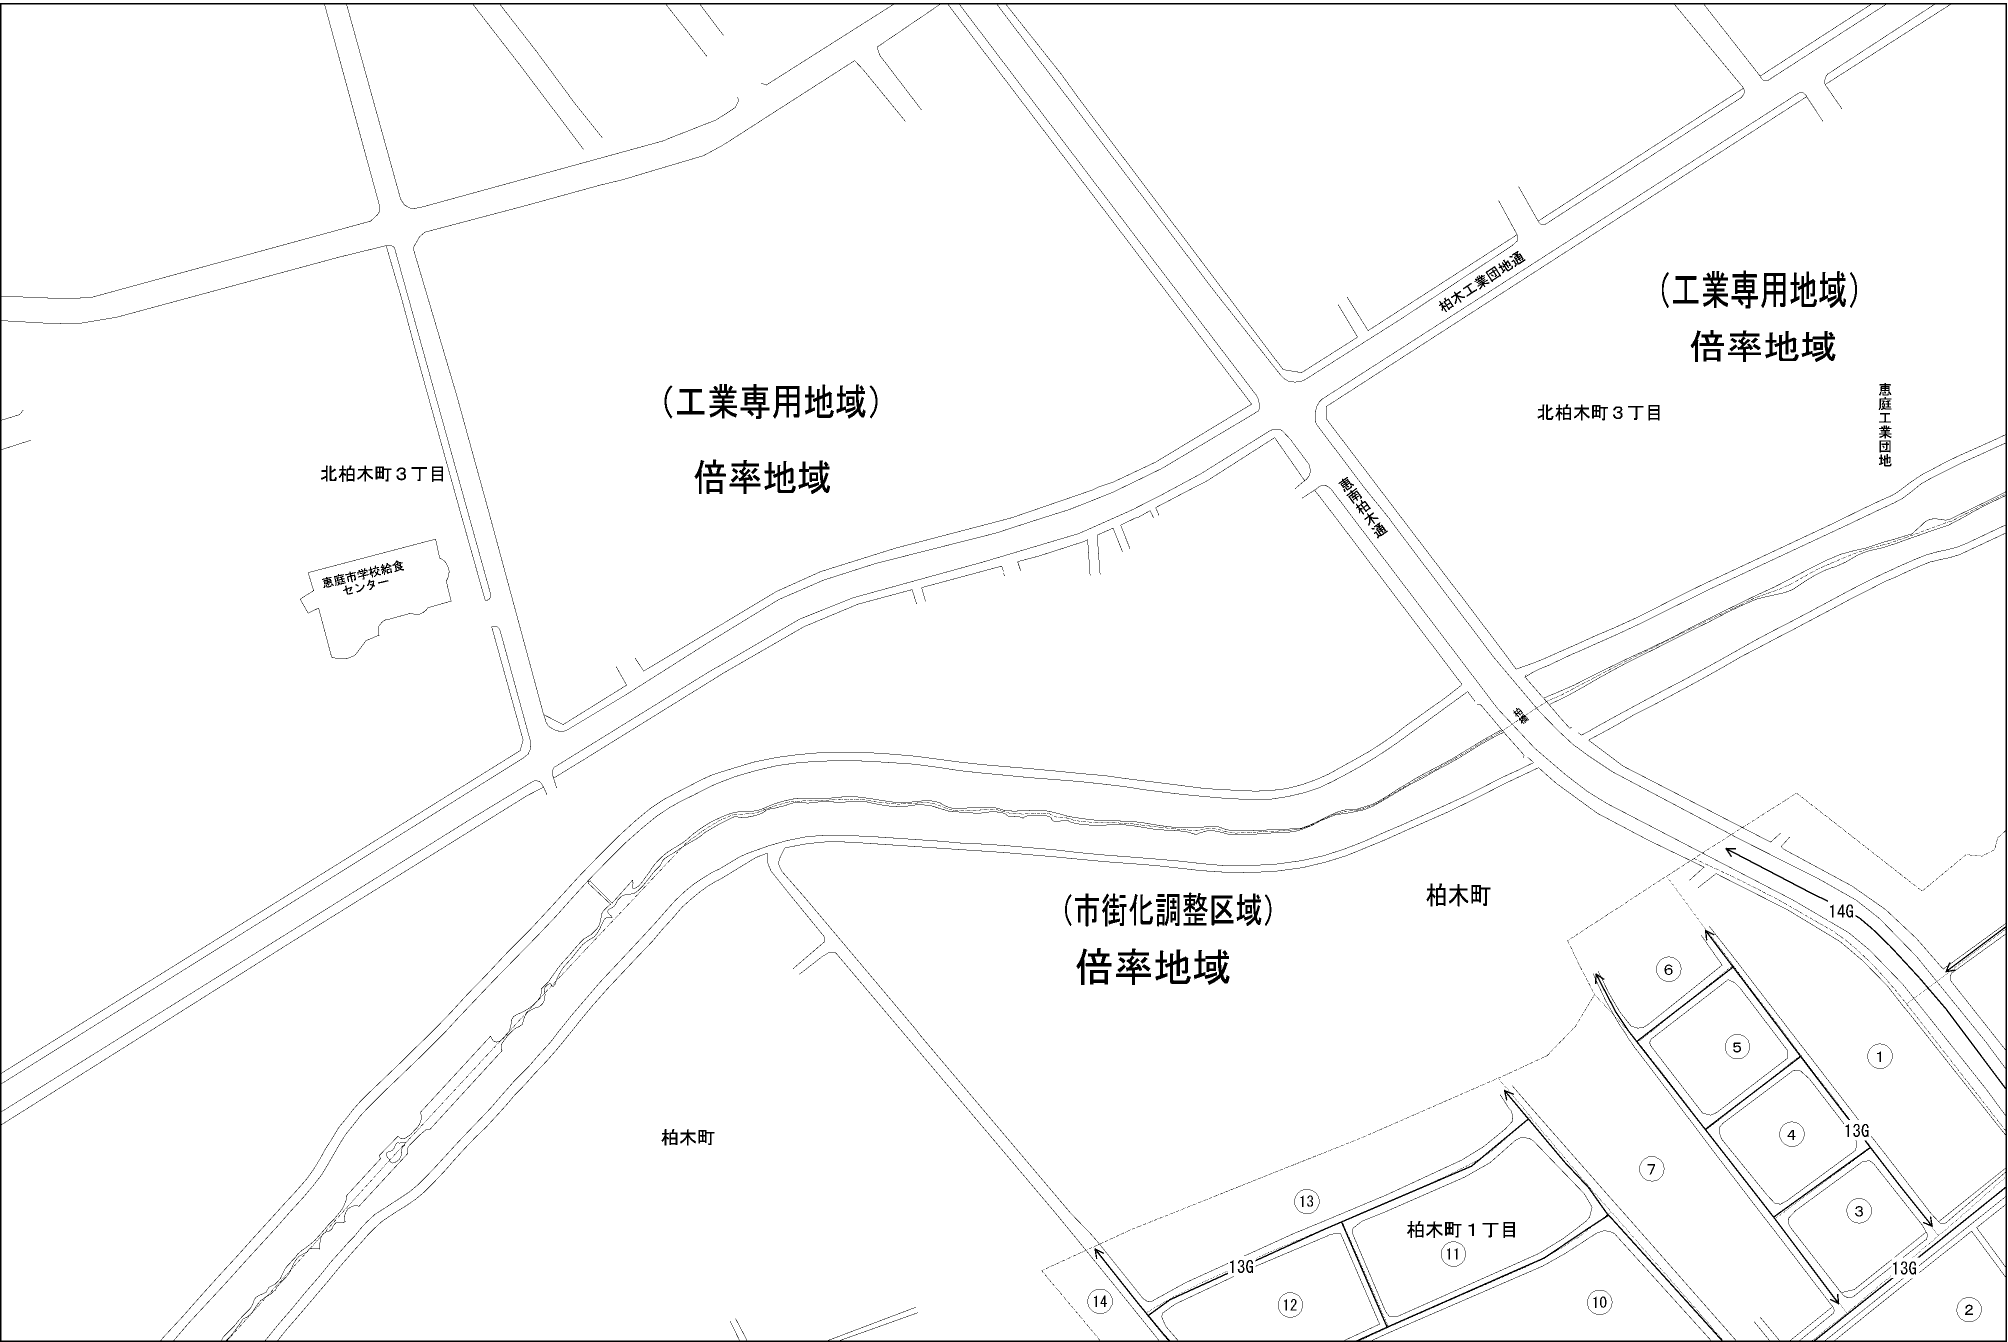 柏木工業団地通
（工業専用地域）
倍率地域
（工業専用地域）
倍率地域
北柏木町３丁目
恵庭工業団地
北柏木町３丁目
恵南柏木通
恵庭市学校給食
センター
（市街化調整区域）
倍率地域
柏木町
14G
6
5
1
4
13G
柏木町
7
13
3
柏木町１丁目
11
13G
13G
14
12
10
2